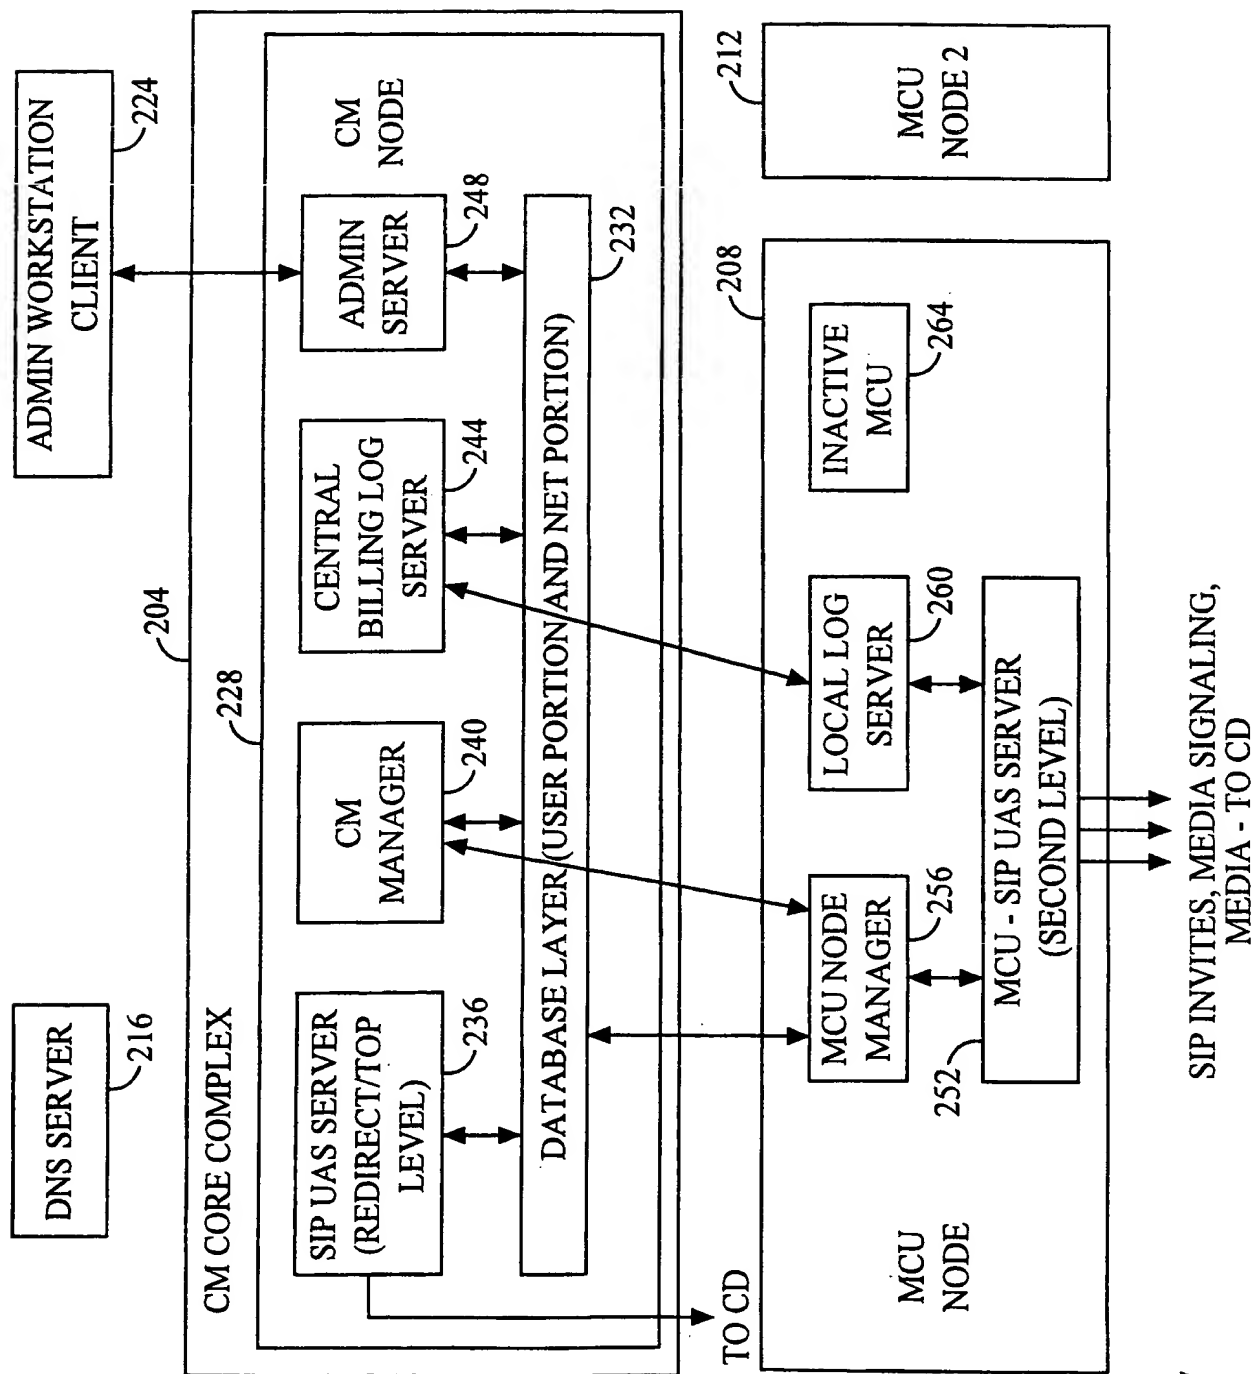 DNS SERVER
216
ADMIN WORKSTATION
CLIENT
224
204
CM CORE COMPLEX
228
SIP UAS SERVER
(REDIRECT/TOP
LEVEL)
236
CM
MANAGER
240
CENTRAL
BILLING LOG
SERVER
244
ADMIN
SERVER
248
CM
NODE
DATABASE LAYER(USER PORTION AND NET PORTION)
232
TO CD
208
212
MCU
NODE
MCU NODE
MANAGER
256
LOCAL LOG
SERVER
260
INACTIVE
MCU
264
MCU
NODE 2
252
MCU - SIP UAS SERVER
(SECOND LEVEL)
SIP INVITES, MEDIA SIGNALING,
MEDIA - TO CD